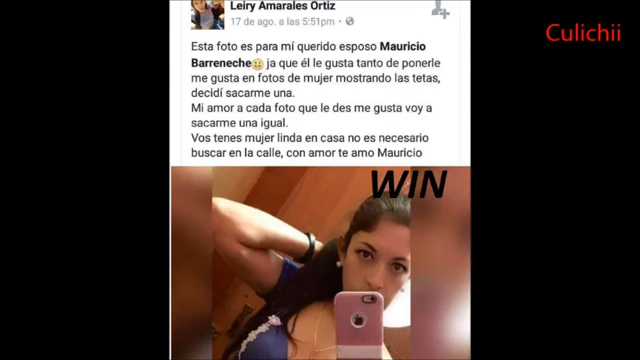 Leiry Amarales Ortiz
17 de ago. a las 5:51pm •
Culichii
Esta foto es para mí querido esposo Mauricio
Barreneche ja que él le gusta tanto de ponerle
me gusta en fotos de mujer mostrando las tetas,
decidí sacarme una.
Mi amor a cada foto que le des me gusta voy a
sacarme una igual.
Vos tenes mujer linda en casa no es necesario
buscar en la calle, con amor te amo Mauricio
WIN